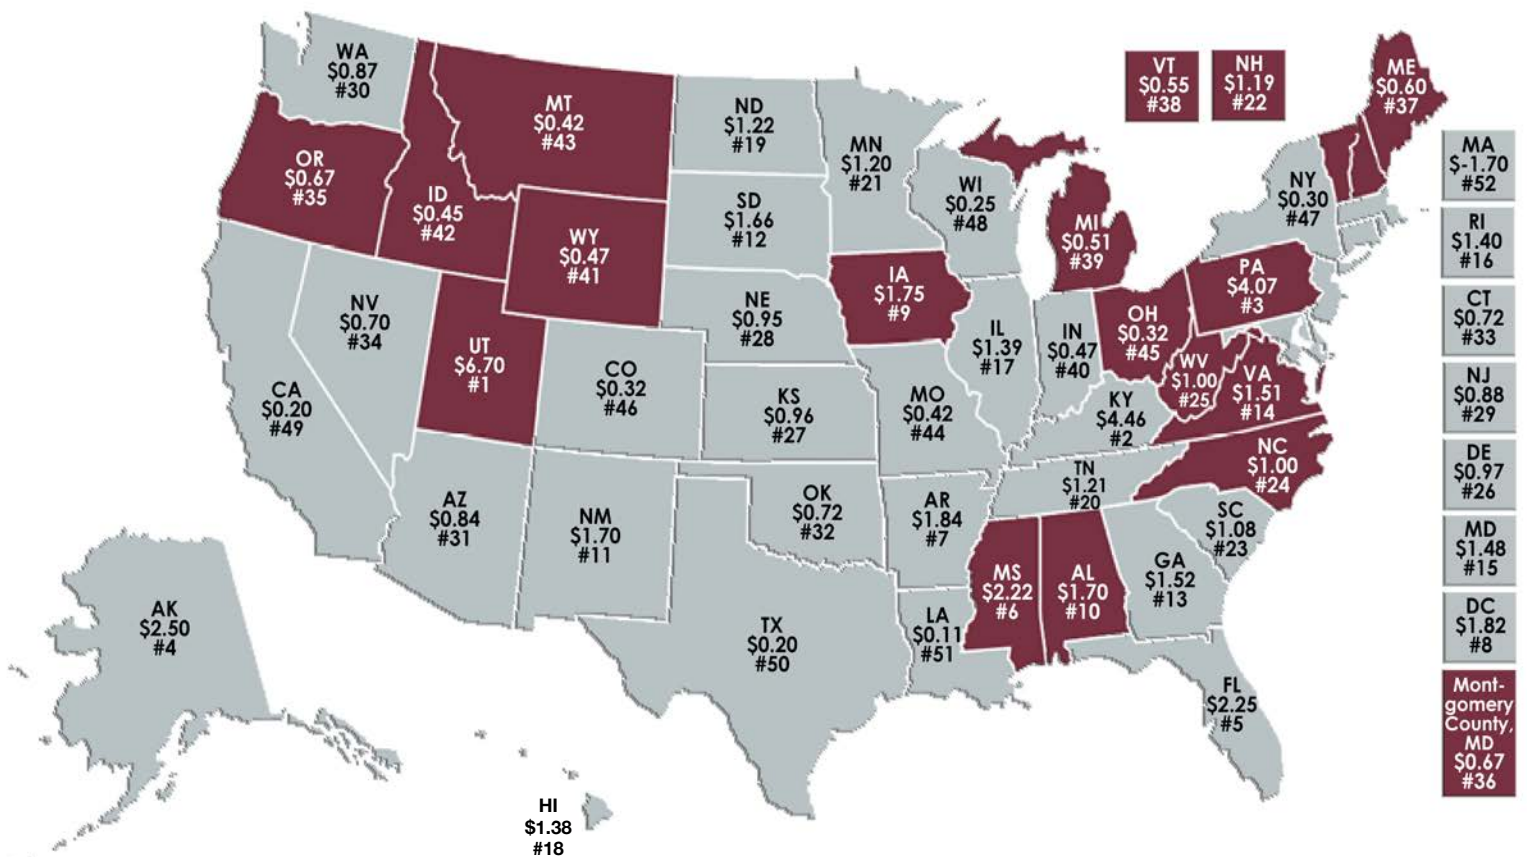 WA
$0.87
#30
OR
$0.67
#35
MT
$0.42
#43
ID
$0.45
#42
WY
$0.47
#41
ND
$1.22
#19
SD
$1.66
#12
MN
$1.20
#21
WI
$0.25
#48
VT
$0.55
#38
NH
$1.19
#22
ME
$0.60
#37
NY
$0.30
#47
MI
$0.51
#39
IA
$1.75
#9
NE
$0.95
#28
NV
$0.70
#34
UT
$6.70
#1
CA
$0.20
#49
CO
$0.32
#46
KS
$0.96
#27
MO
$0.42
#44
IL
$1.39
#17
IN
$0.47
#40
OH
$0.32
#45
PA
$4.07
#3
WV
$1.00
#25
VA
$1.51
#14
KY
$4.46
#2
NC
$1.00
#24
TN
$1.21
#20
SC
$1.08
#23
AZ
$0.84
#31
NM
$1.70
#11
OK
$0.72
#32
AR
$1.84
#7
MS
$2.22
#6
AL
$1.70
#10
GA
$1.52
#13
LA
$0.11
#51
TX
$0.20
#50
FL
$2.25
#5
AK
$2.50
#4
HI
$1.38
#18
MA
$-1.70
#52
RI
$1.40
#16
CT
$0.72
#33
NJ
$0.88
#29
DE
$0.97
#26
MD
$1.48
#15
DC
$1.82
#8
Mont-
gomery
County,
MD
$0.67
#36